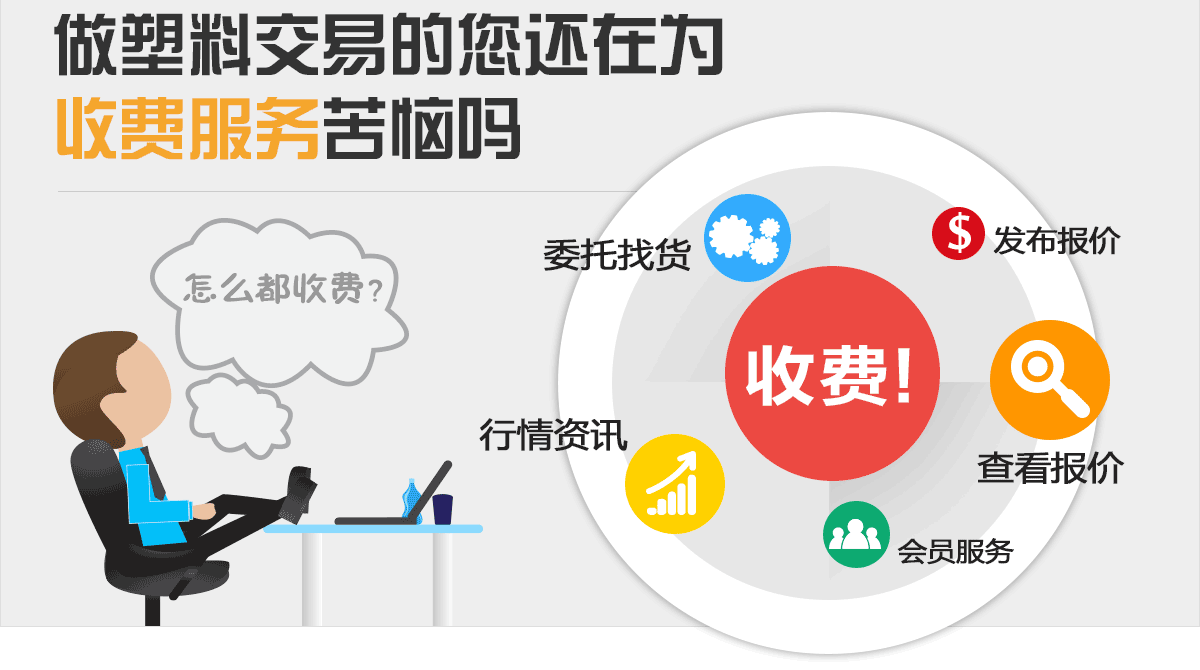 做塑料交易的您还在为
收费服务苦恼吗
怎么都收费?
委托找货
发布报价
收费!
行情资讯
查看报价
会员服务